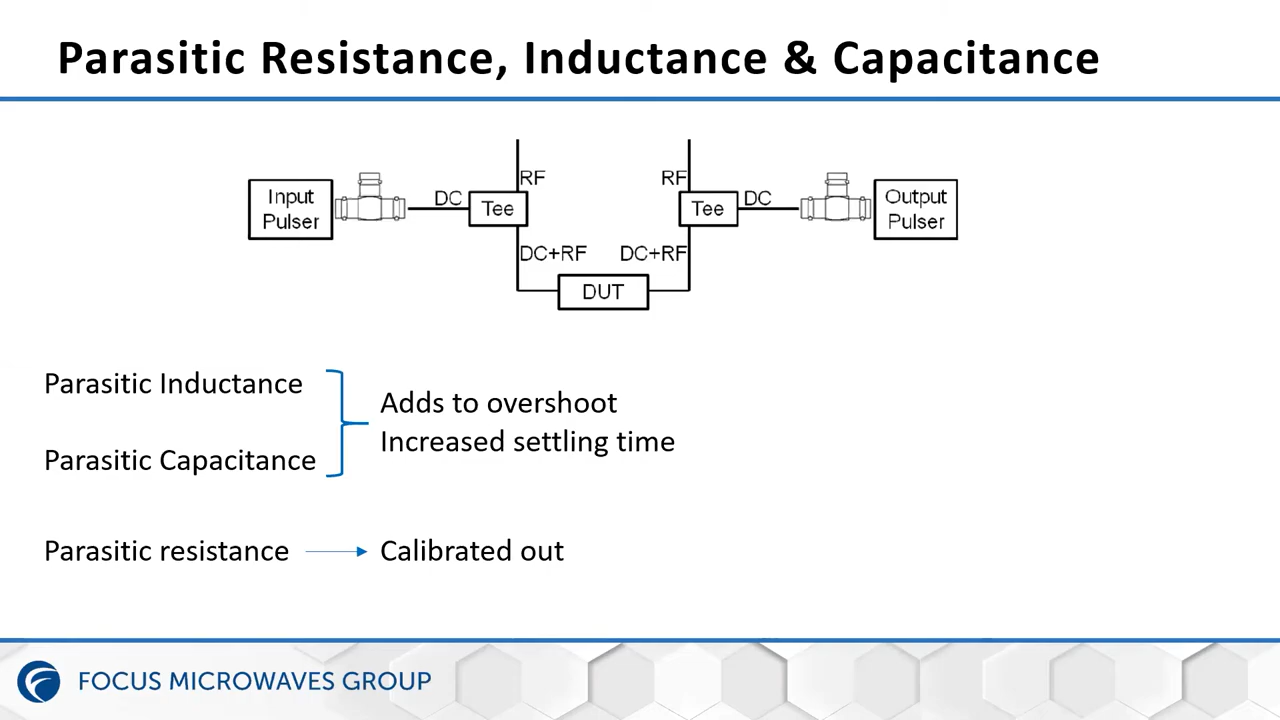 Parasitic Resistance, Inductance & Capacitance
RF
RF
Input
Pulser
DC
Tee
Tee
DC
Output
Pulser
DC+RF
DC+RF
DUT
Parasitic Inductance
Adds to overshoot
Increased settling time
Parasitic Capacitance
Parasitic resistance
Calibrated out
FOCUS MICROWAVES GROUP